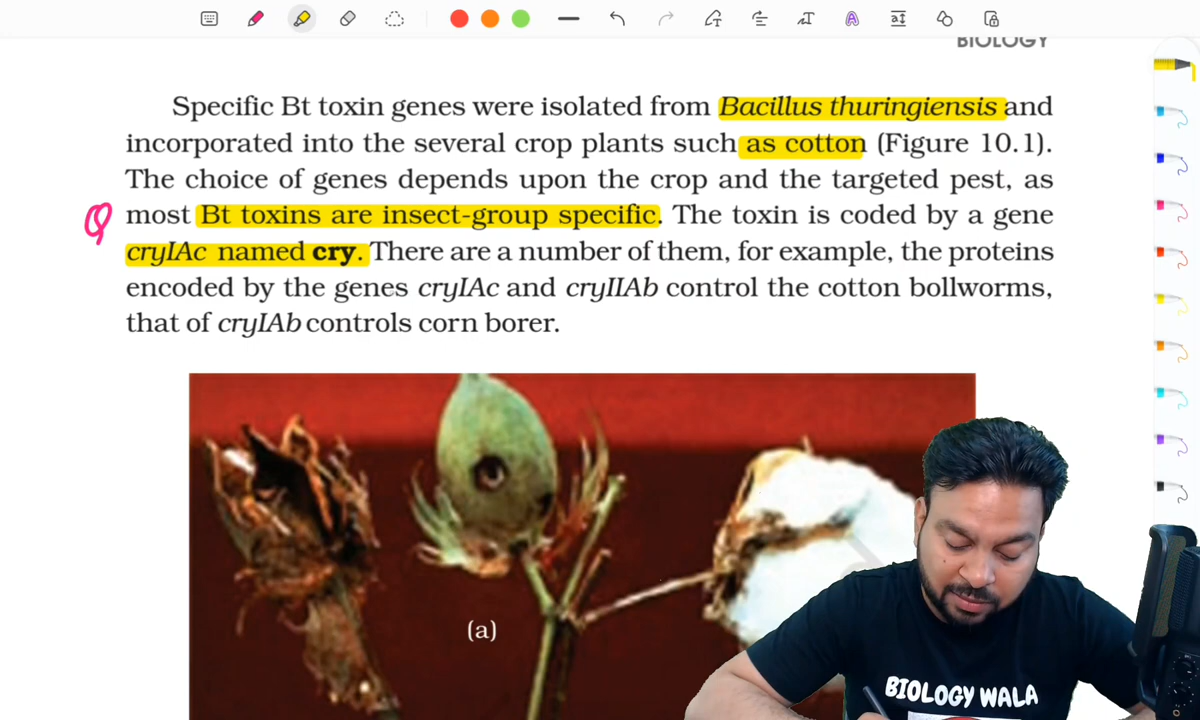 BIOLOGY
Specific Bt toxin genes were isolated from Bacillus thuringiensis and
incorporated into the several crop plants such as cotton (Figure 10.1).
The choice of genes depends upon the crop and the targeted pest, as
Q most Bt toxins are insect-group specific. The toxin is coded by a gene
cryIAc named cry. There are a number of them, for example, the proteins
encoded by the genes cryIAc and cryIIAb control the cotton bollworms,
that of cryIAb controls corn borer.
(a)
BIOLOGY WALA